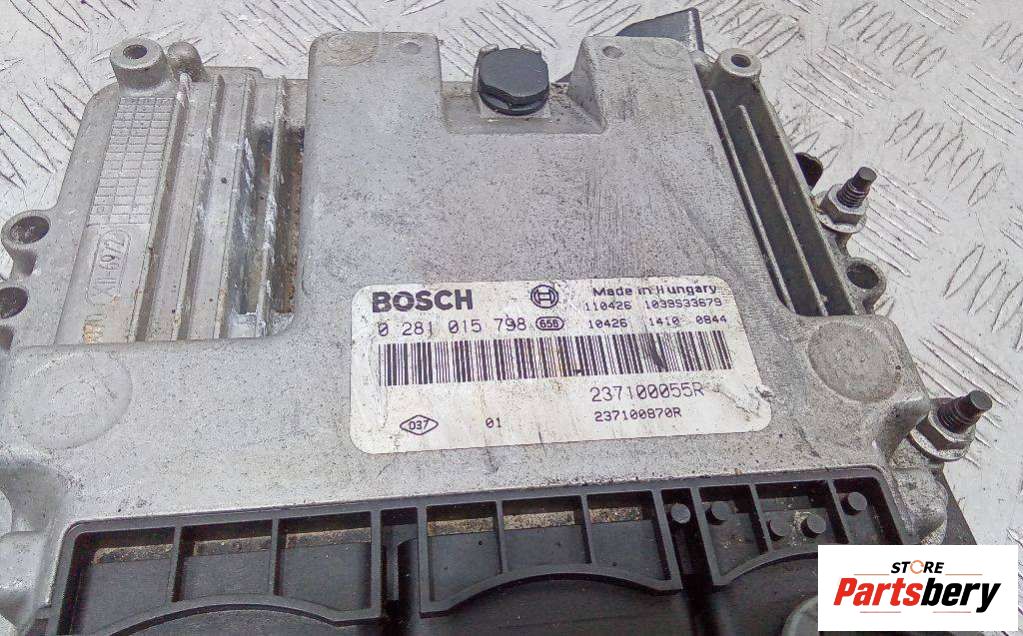 BOSCH Made in Hungary
110426 1039S33679
0 281 015 798 656 10426 1410 0844
237100055R
D37 01 237100870R
STORE
Partsbery